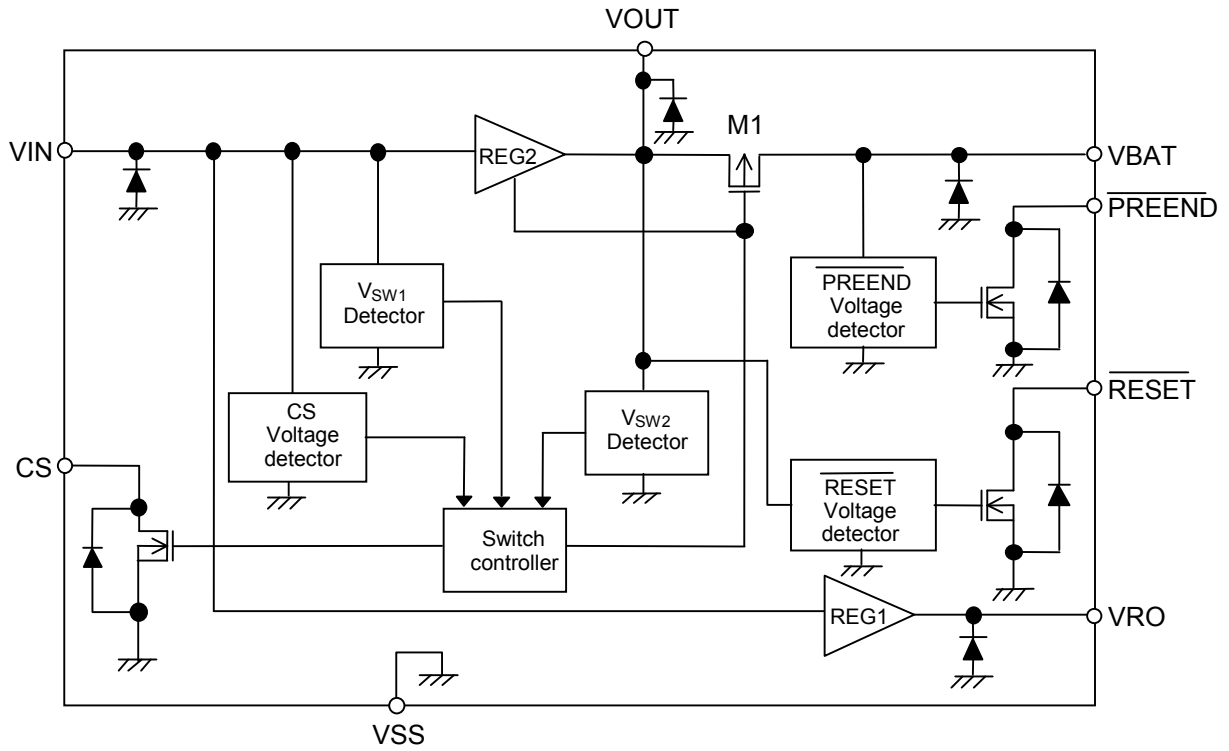 VOUT
VIN
REG2
M1
VBAT
PREEND
VSW1
Detector
PREEND
Voltage
detector
RESET
CS
Voltage
detector
VSW2
Detector
CS
RESET
Voltage
detector
Switch
controller
REG1
VRO
VSS